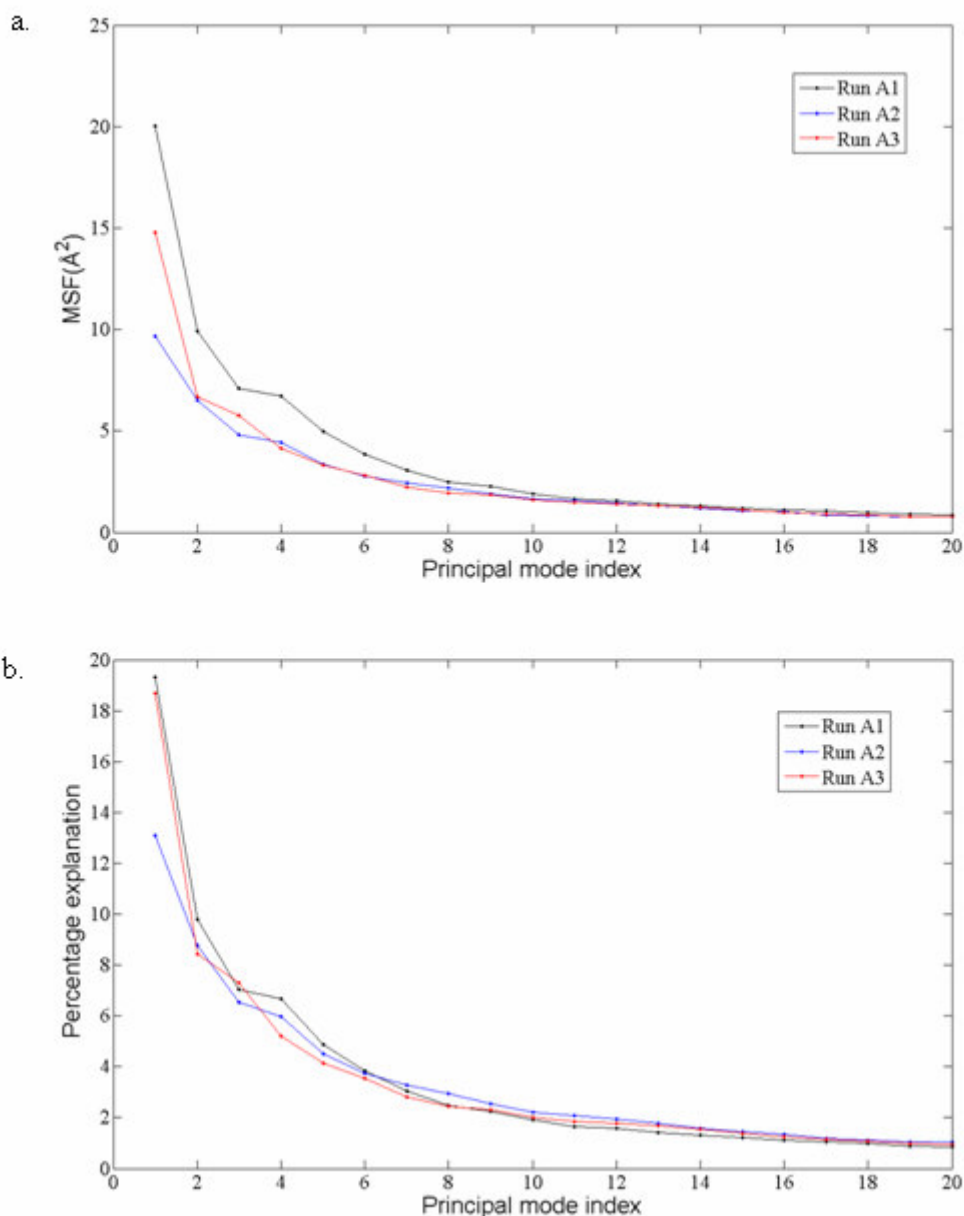 a.
25
20
15
10
5
0
MSF(Å²)
Run A1
Run A2
Run A3
0 2 4 6 8 10 12 14 16 18 20
Principal mode index
b.
20
18
16
14
12
10
8
6
4
2
0
Percentage explanation
Run A1
Run A2
Run A3
0 2 4 6 8 10 12 14 16 18 20
Principal mode index